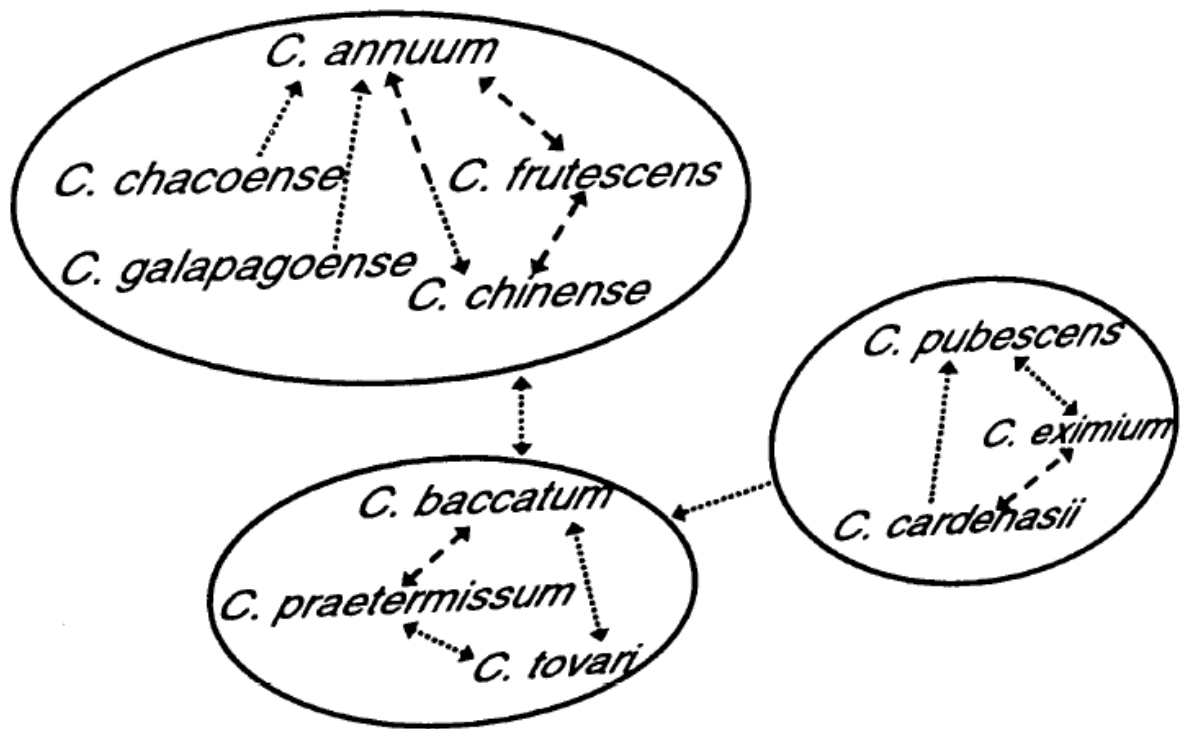 C. annuum
C. chacoense
C. frutescens
C. galapagoense
C. chinense
C. pubescens
C. eximium
C. cardenasii
C. baccatum
C. praetermissum
C. tovari